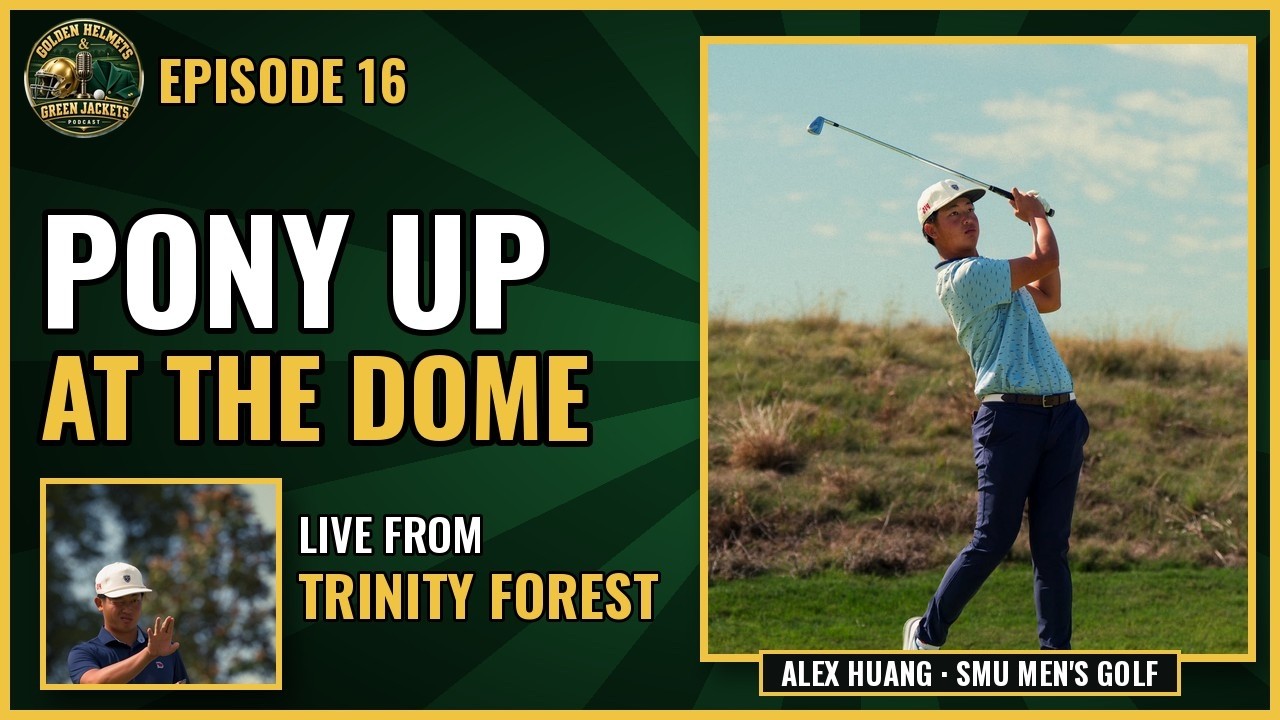 GOLDEN HELMETS
&
GREEN JACKETS
PODCAST
EPISODE 16
PONY UP
AT THE DOME
LIVE FROM
TRINITY FOREST
ALEX HUANG · SMU MEN'S GOLF